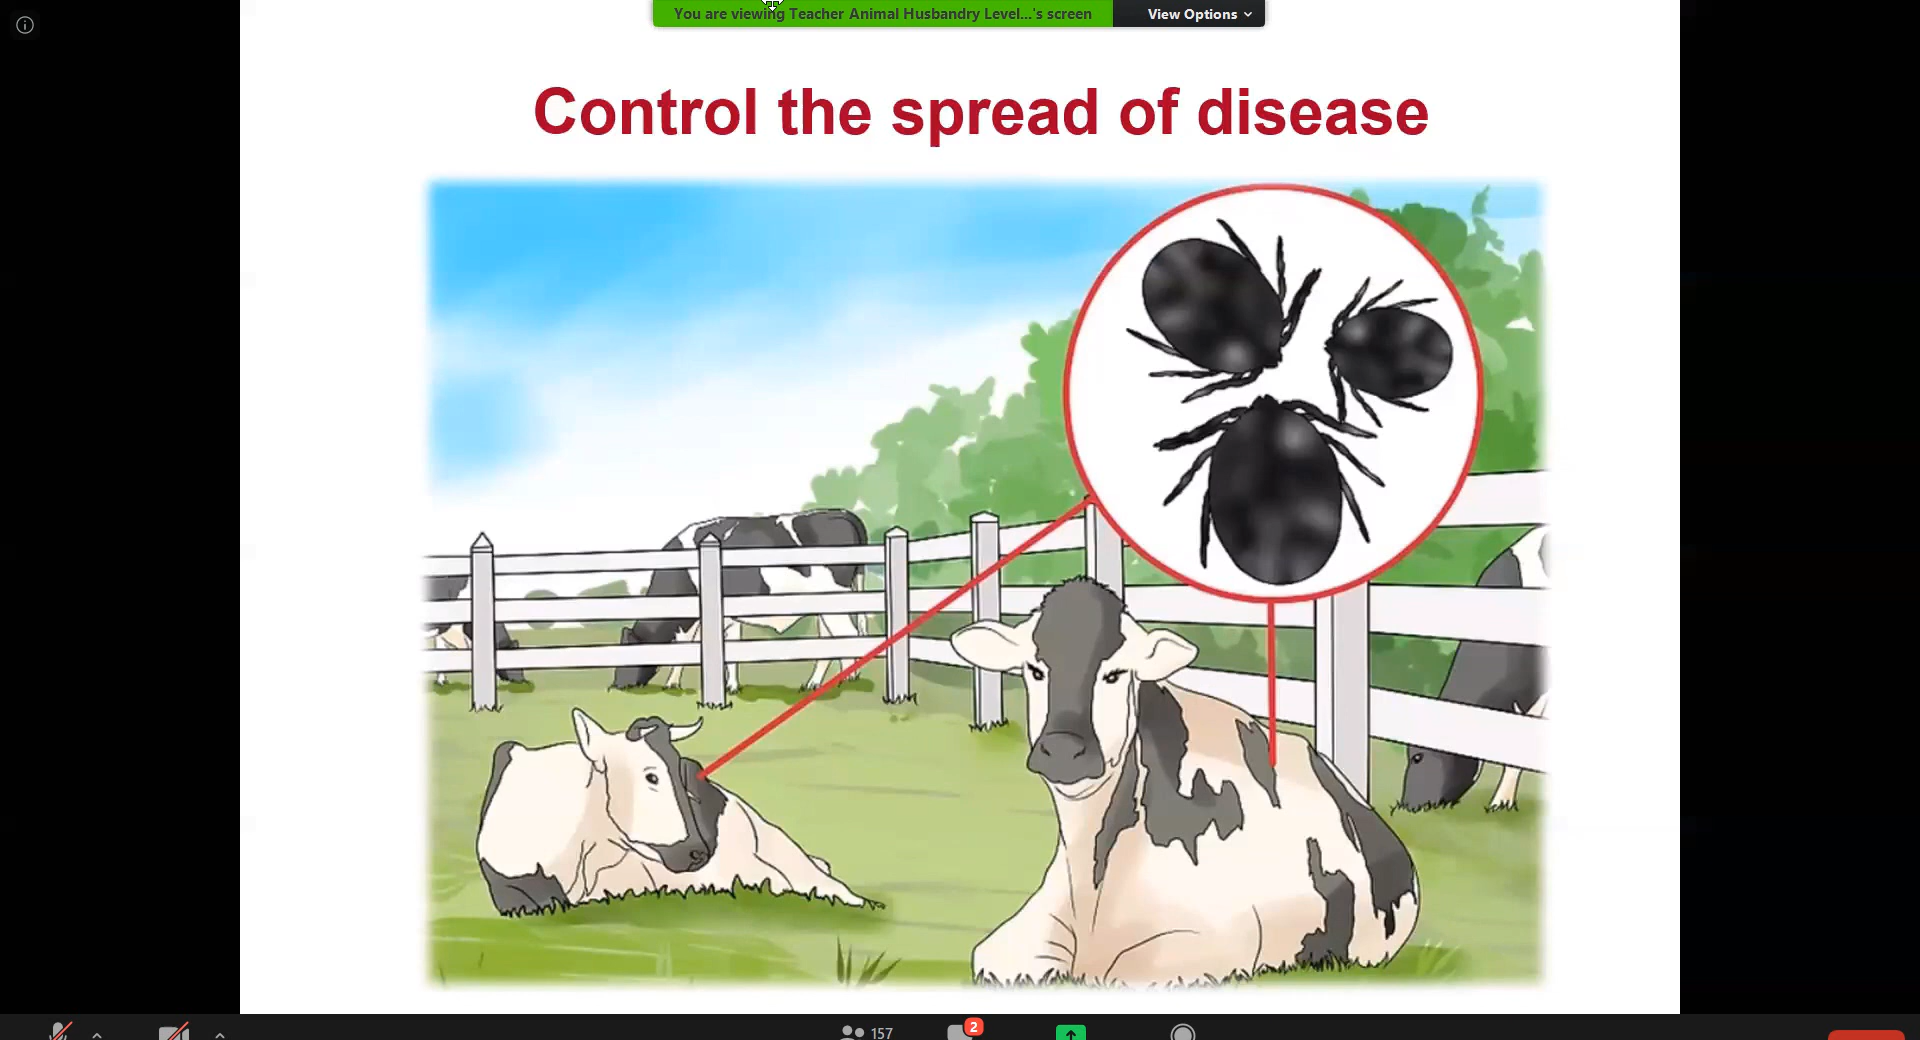 You are viewing Teacher Animal Husbandry Level...'s screen
View Options
Control the spread of disease
157
2